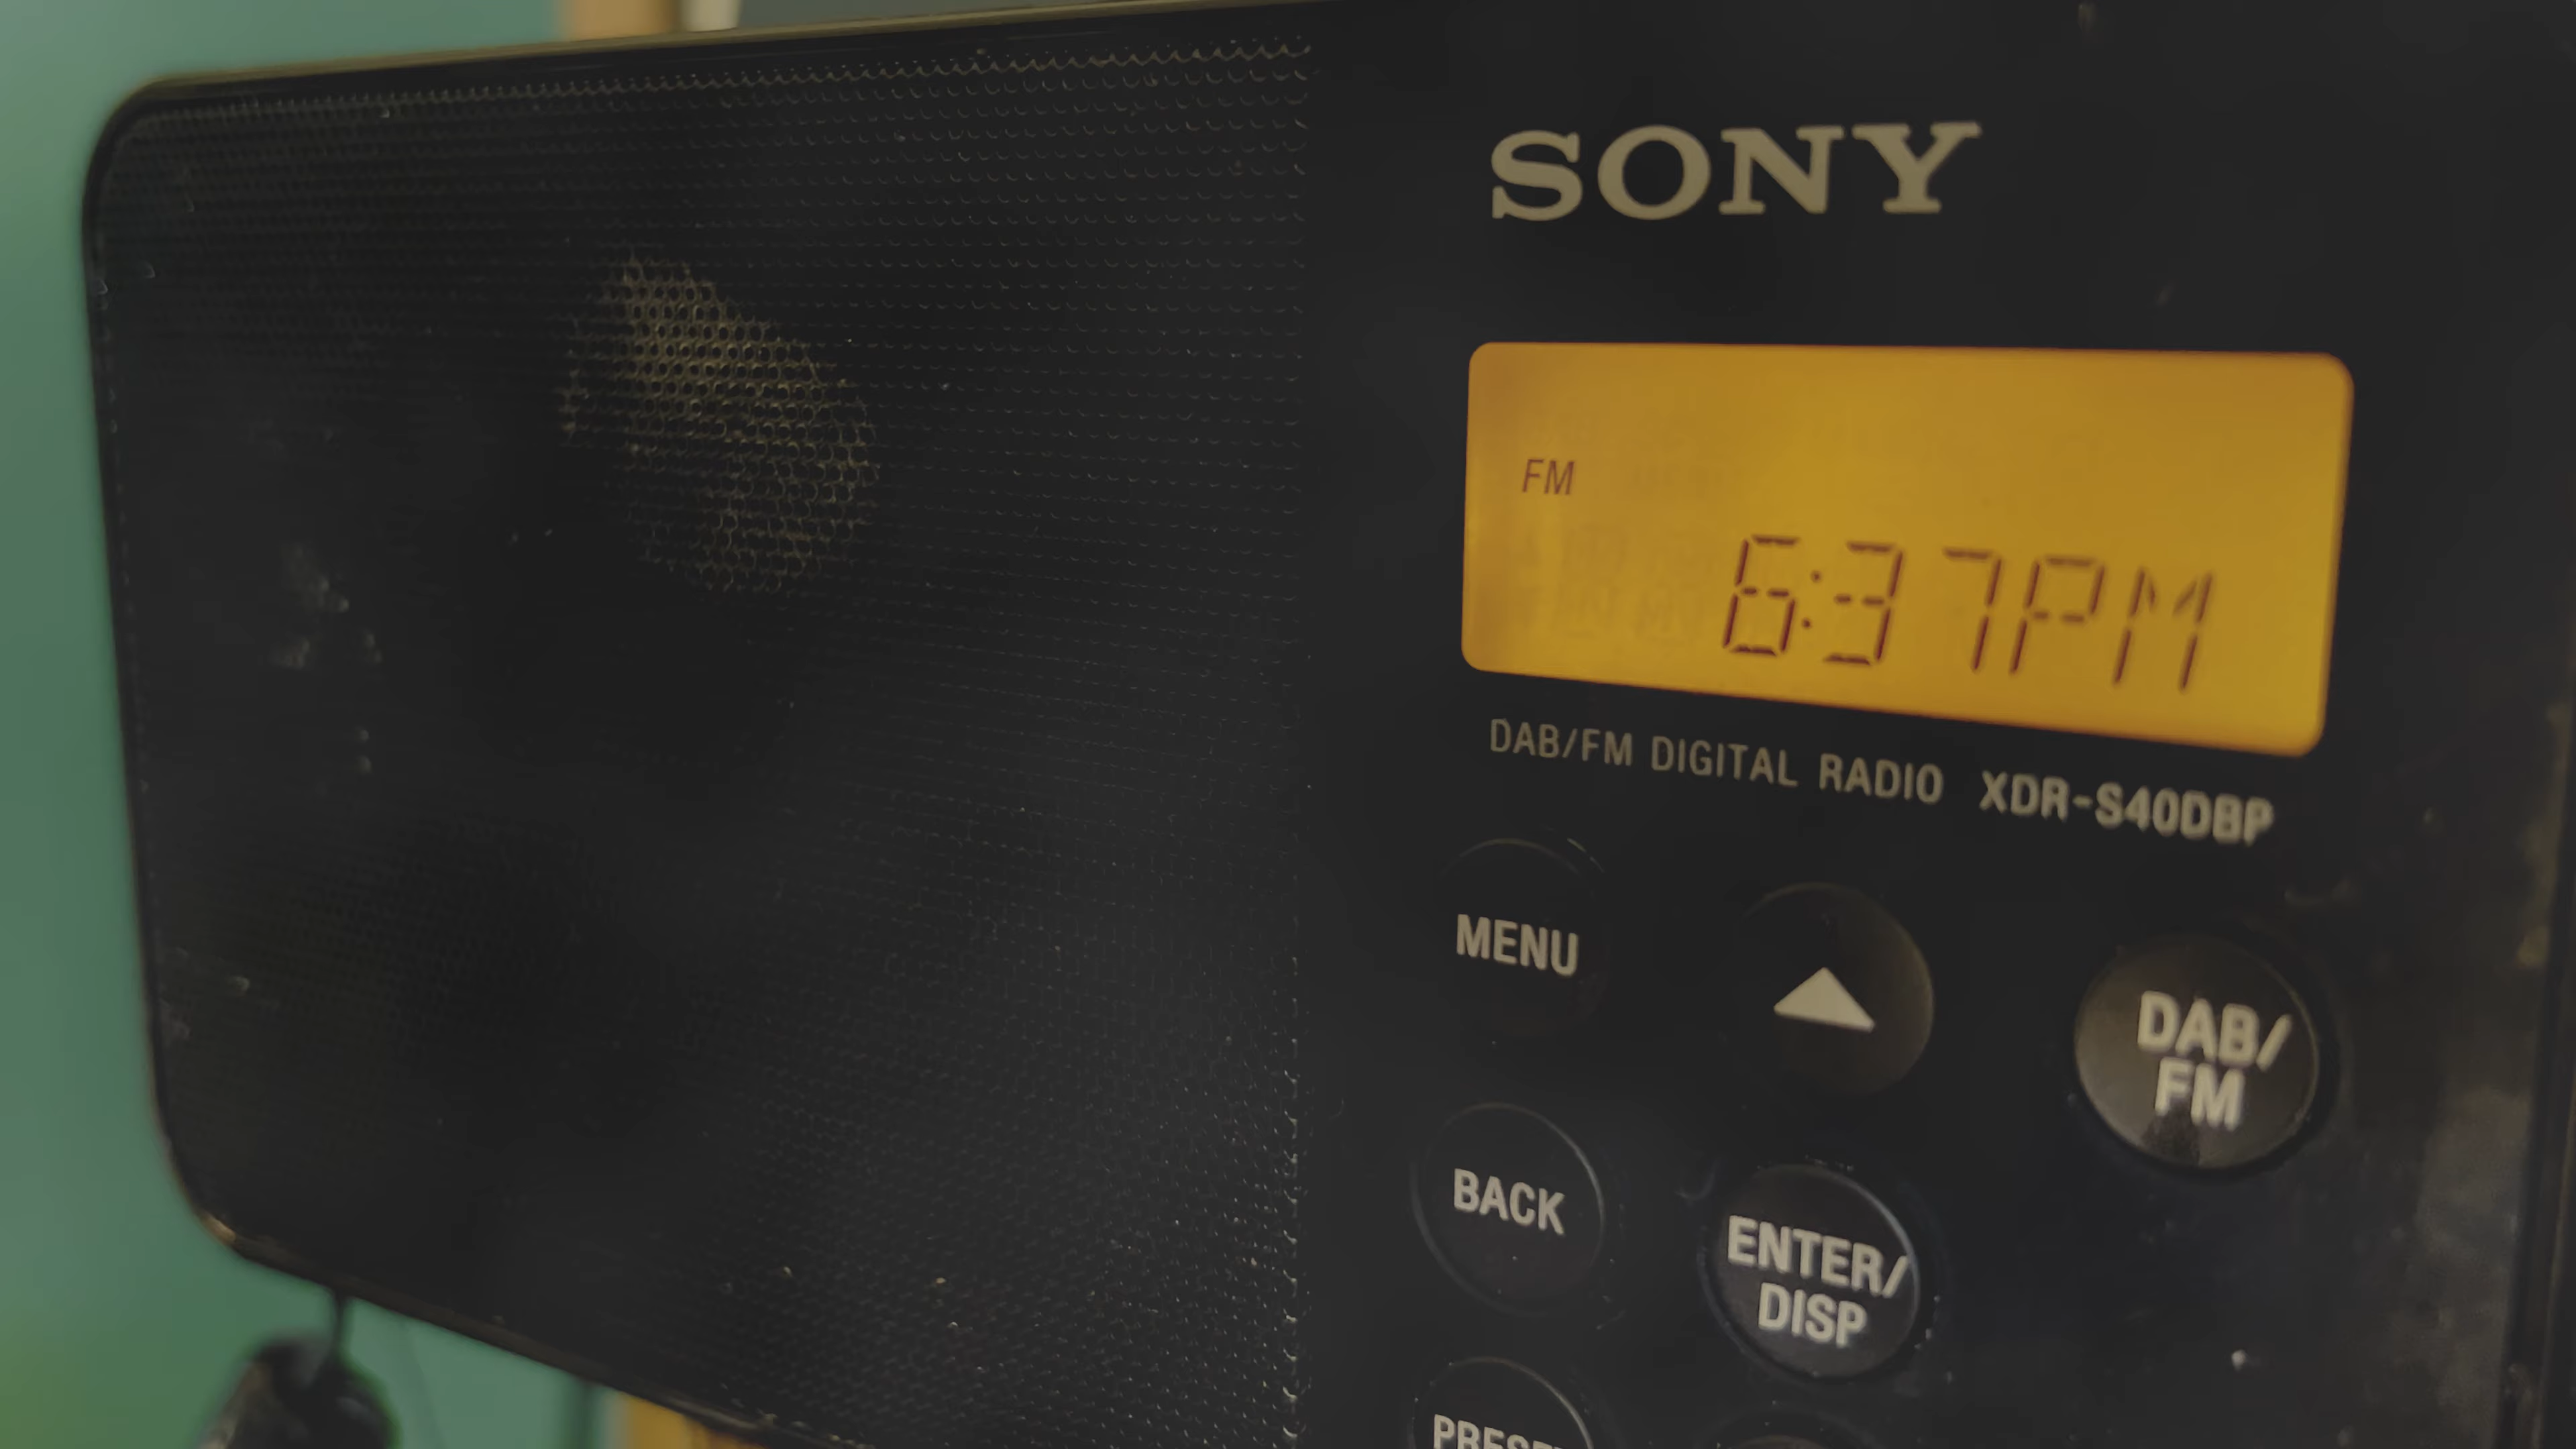 SONY
FM
6:37PM
DAB/FM DIGITAL RADIO XDR-S40DBP
MENU
DAB/
FM
BACK
ENTER/
DISP